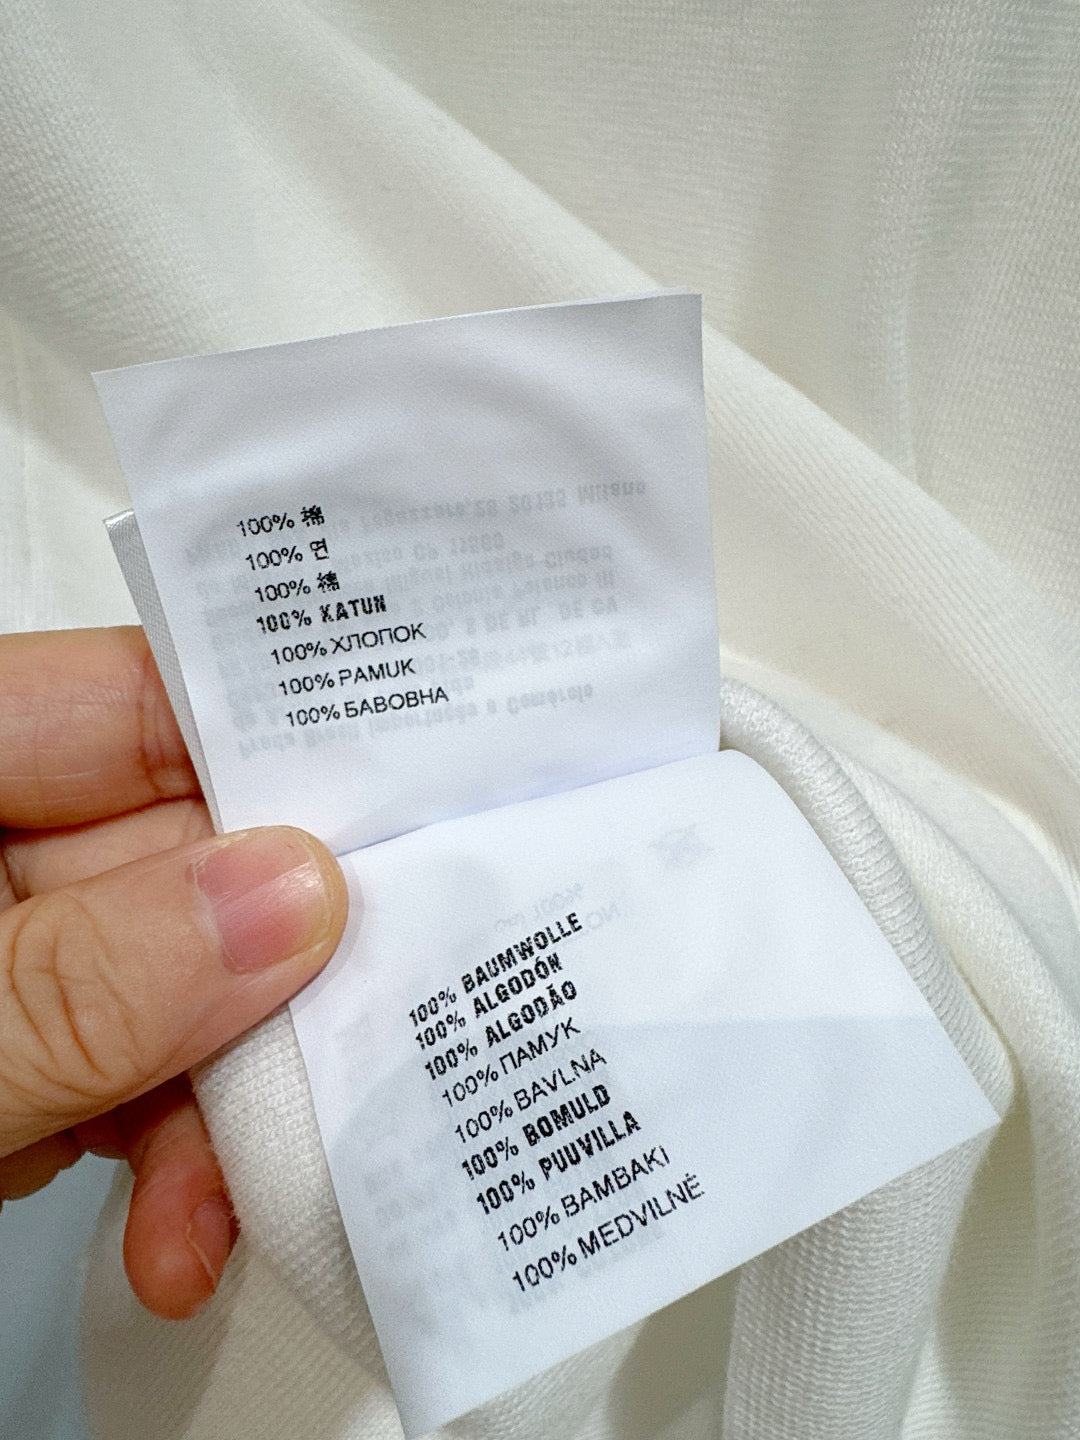 100% 棉
100% 면
100% 棉
100% KATUN
100% ХЛОПОК
100% PAMUK
100% БАВОВНА
100% BAUMWOLLE
100% ALGODÓN
100% ALGODÃO
100% ПАМУК
100% BAVLNA
100% BOMULD
100% PUUVILLA
100% BAMBAKI
100% MEDVILNĖ